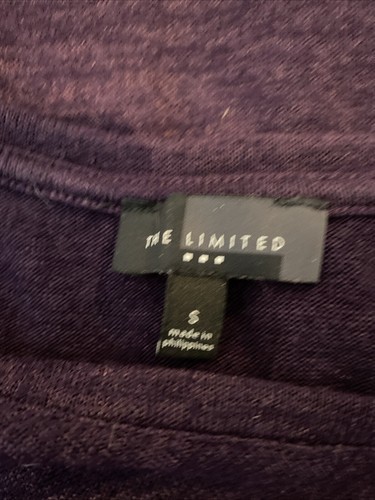 THE LIMITED
S
made in
philippines